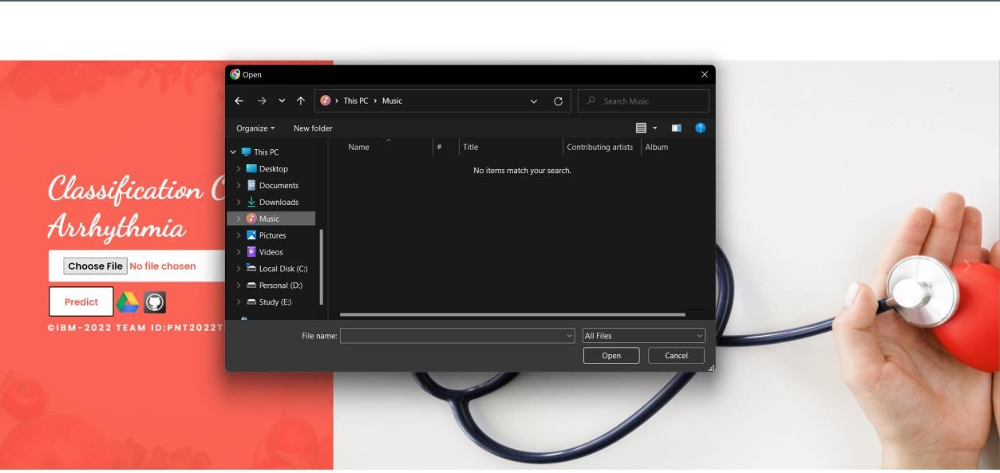 Open
This PC > Music
Search Music
Organize
New folder
Name # Title Contributing artists Album
No items match your search.
This PC
Desktop
Documents
Downloads
Music
Pictures
Videos
Local Disk (C:)
Personal (D:)
Study (E:)
File name:
All Files
Open Cancel
Classification
Arrhythmia
Choose File No file chosen
Predict
©IBM-2022 TEAM ID:PNT2022T